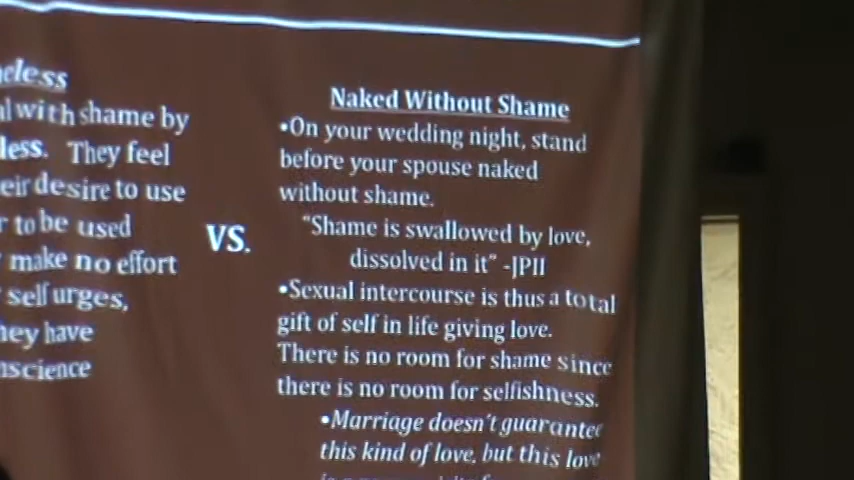 eless
al with shame by
less. They feel
eir desire to use
r to be used
make no effort
self urges,
hey have
nscience
VS.
Naked Without Shame
•On your wedding night, stand
before your spouse naked
without shame.
"Shame is swallowed by love,
dissolved in it" -JPII
•Sexual intercourse is thus a total
gift of self in life giving love.
There is no room for shame since
there is no room for selfishness.
•Marriage doesn't guarantee
this kind of love, but this love